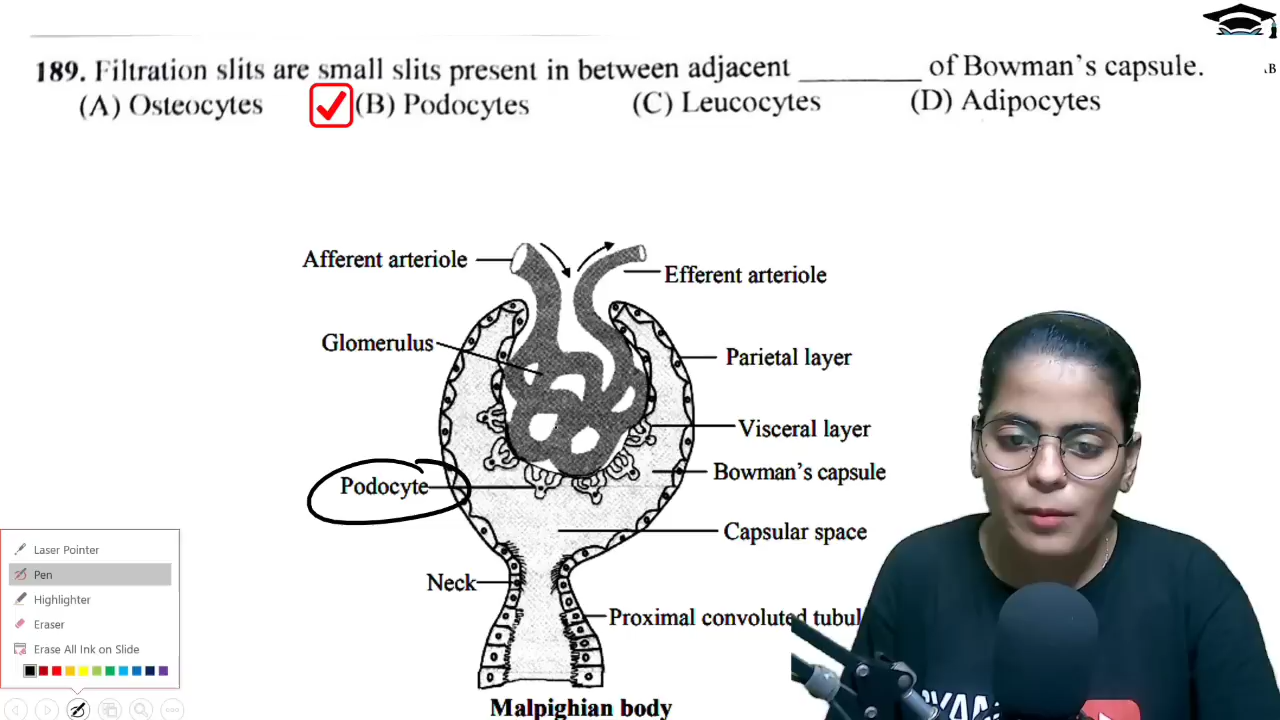 189. Filtration slits are small slits present in between adjacent __________ of Bowman's capsule.
(A) Osteocytes (B) Podocytes (C) Leucocytes (D) Adipocytes
Afferent arteriole
Efferent arteriole
Glomerulus
Parietal layer
Visceral layer
Bowman's capsule
Podocyte
Capsular space
Neck
Proximal convoluted tubul
Malpighian body
Laser Pointer
Pen
Highlighter
Eraser
Erase All Ink on Slide